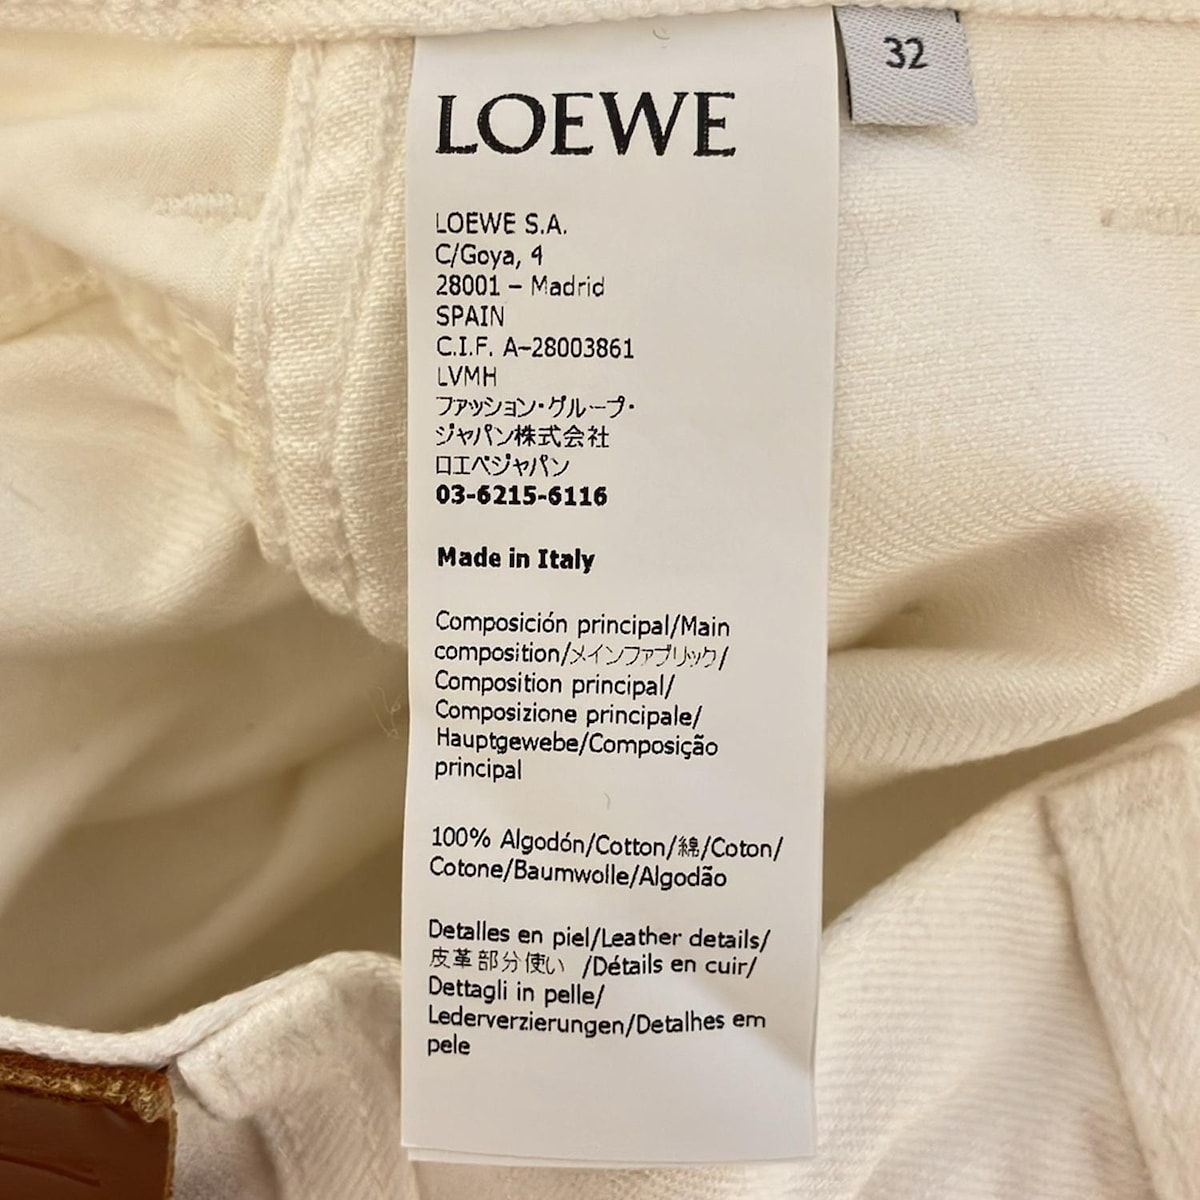 LOEWE
32
LOEWE S.A.
C/Goya, 4
28001 – Madrid
SPAIN
C.I.F. A–28003861
LVMH
ファッション・グループ・
ジャパン株式会社
ロエベジャパン
03-6215-6116
Made in Italy
Composición principal/Main
composition/メインファブリック/
Composition principal/
Composizione principale/
Hauptgewebe/Composição
principal
100% Algodón/Cotton/綿/Coton/
Cotone/Baumwolle/Algodão
Detalles en piel/Leather details/
皮革部分使い /Détails en cuir/
Dettagli in pelle/
Lederverzierungen/Detalhes em
pele